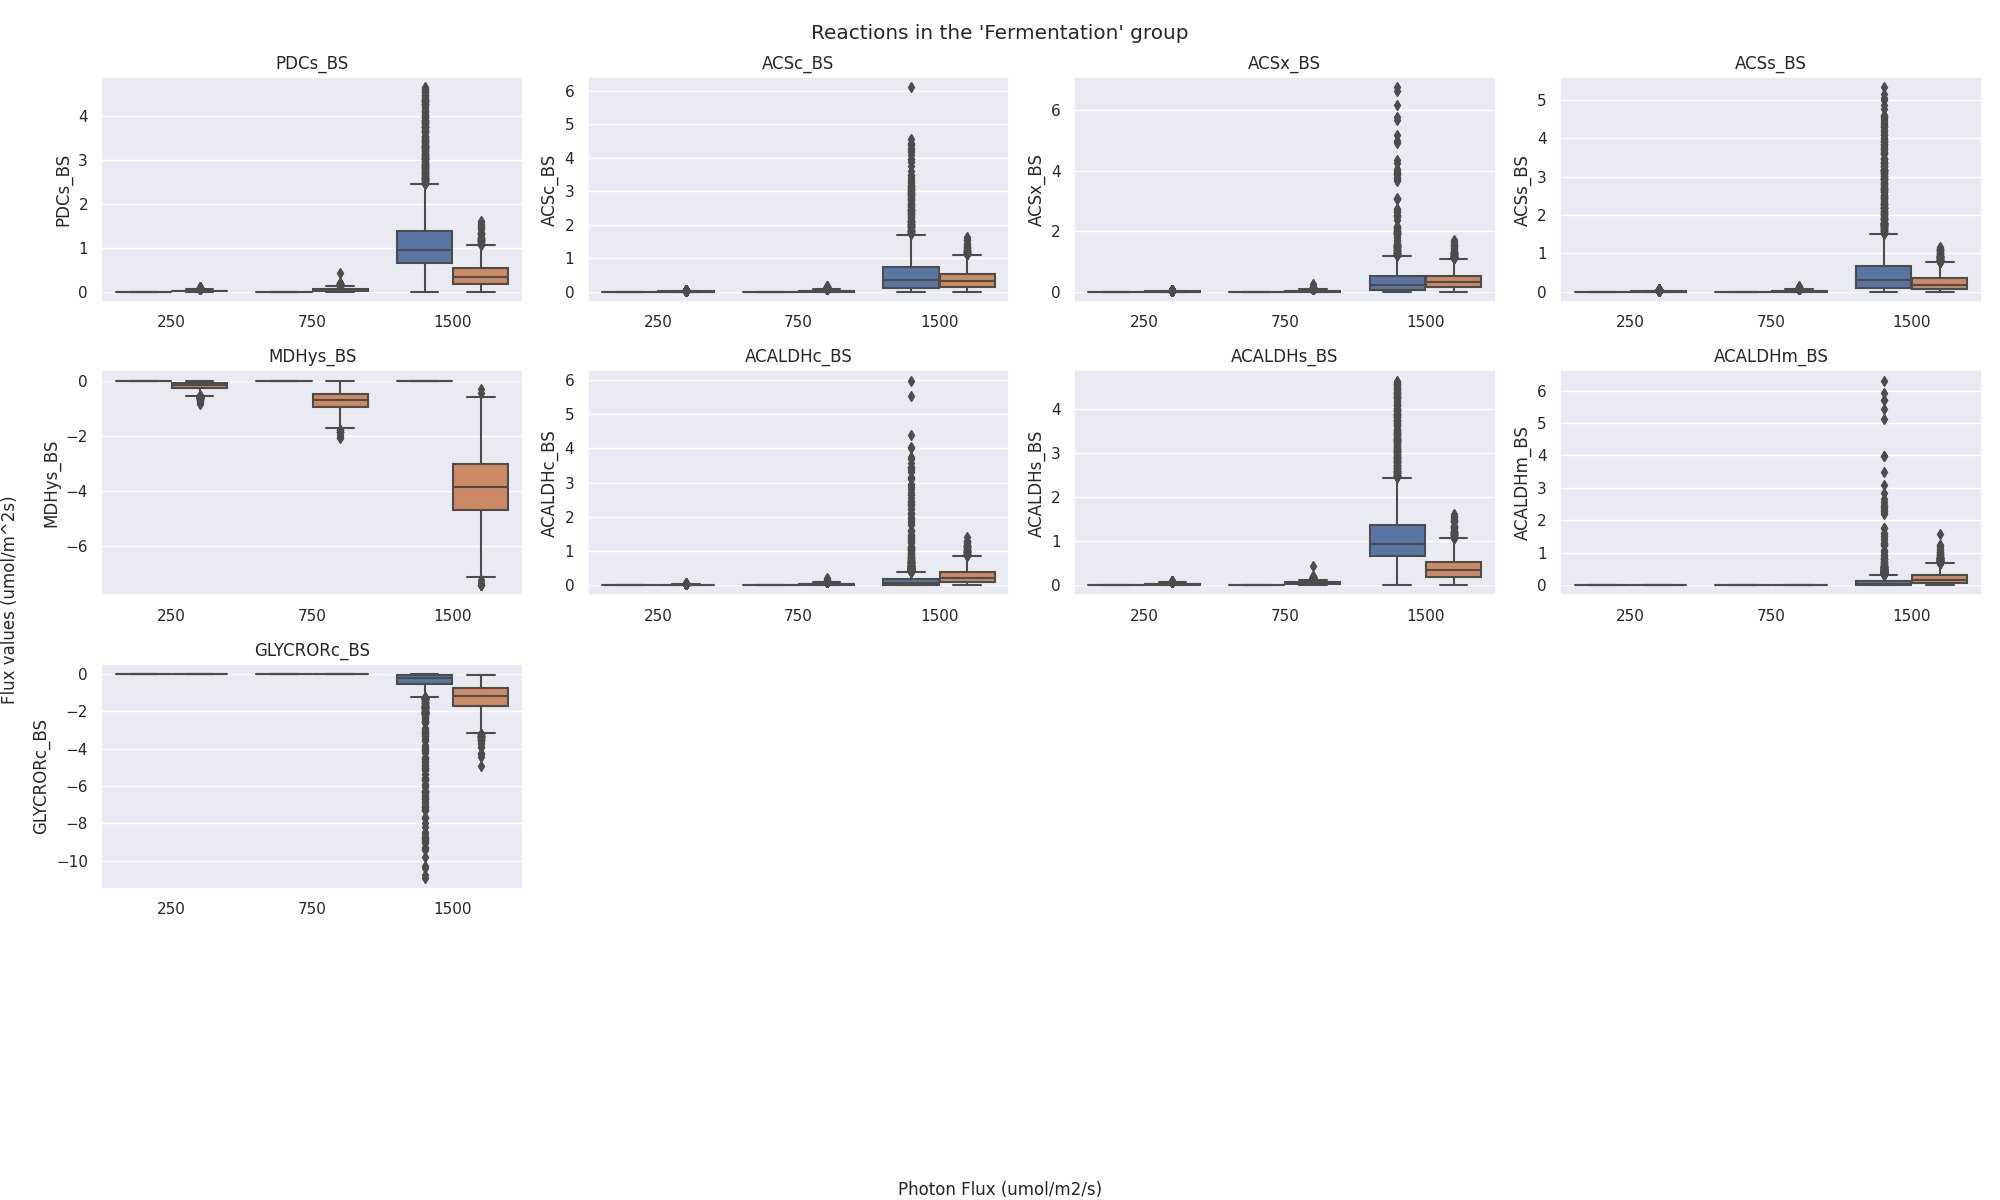 Reactions in the 'Fermentation' group
PDCs_BS
PDCs_BS
4
3
2
1
0
250 750 1500
ACSc_BS
ACSc_BS
6
5
4
3
2
1
0
250 750 1500
ACSx_BS
ACSx_BS
6
4
2
0
250 750 1500
ACSs_BS
ACSs_BS
5
4
3
2
1
0
250 750 1500
MDHys_BS
MDHys_BS
0
−2
−4
−6
250 750 1500
ACALDHc_BS
ACALDHc_BS
6
5
4
3
2
1
0
250 750 1500
ACALDHs_BS
ACALDHs_BS
4
3
2
1
0
250 750 1500
ACALDHm_BS
ACALDHm_BS
6
5
4
3
2
1
0
250 750 1500
Flux values (umol/m^2s)
GLYCRORc_BS
GLYCRORc_BS
0
−2
−4
−6
−8
−10
250 750 1500
Photon Flux (umol/m2/s)